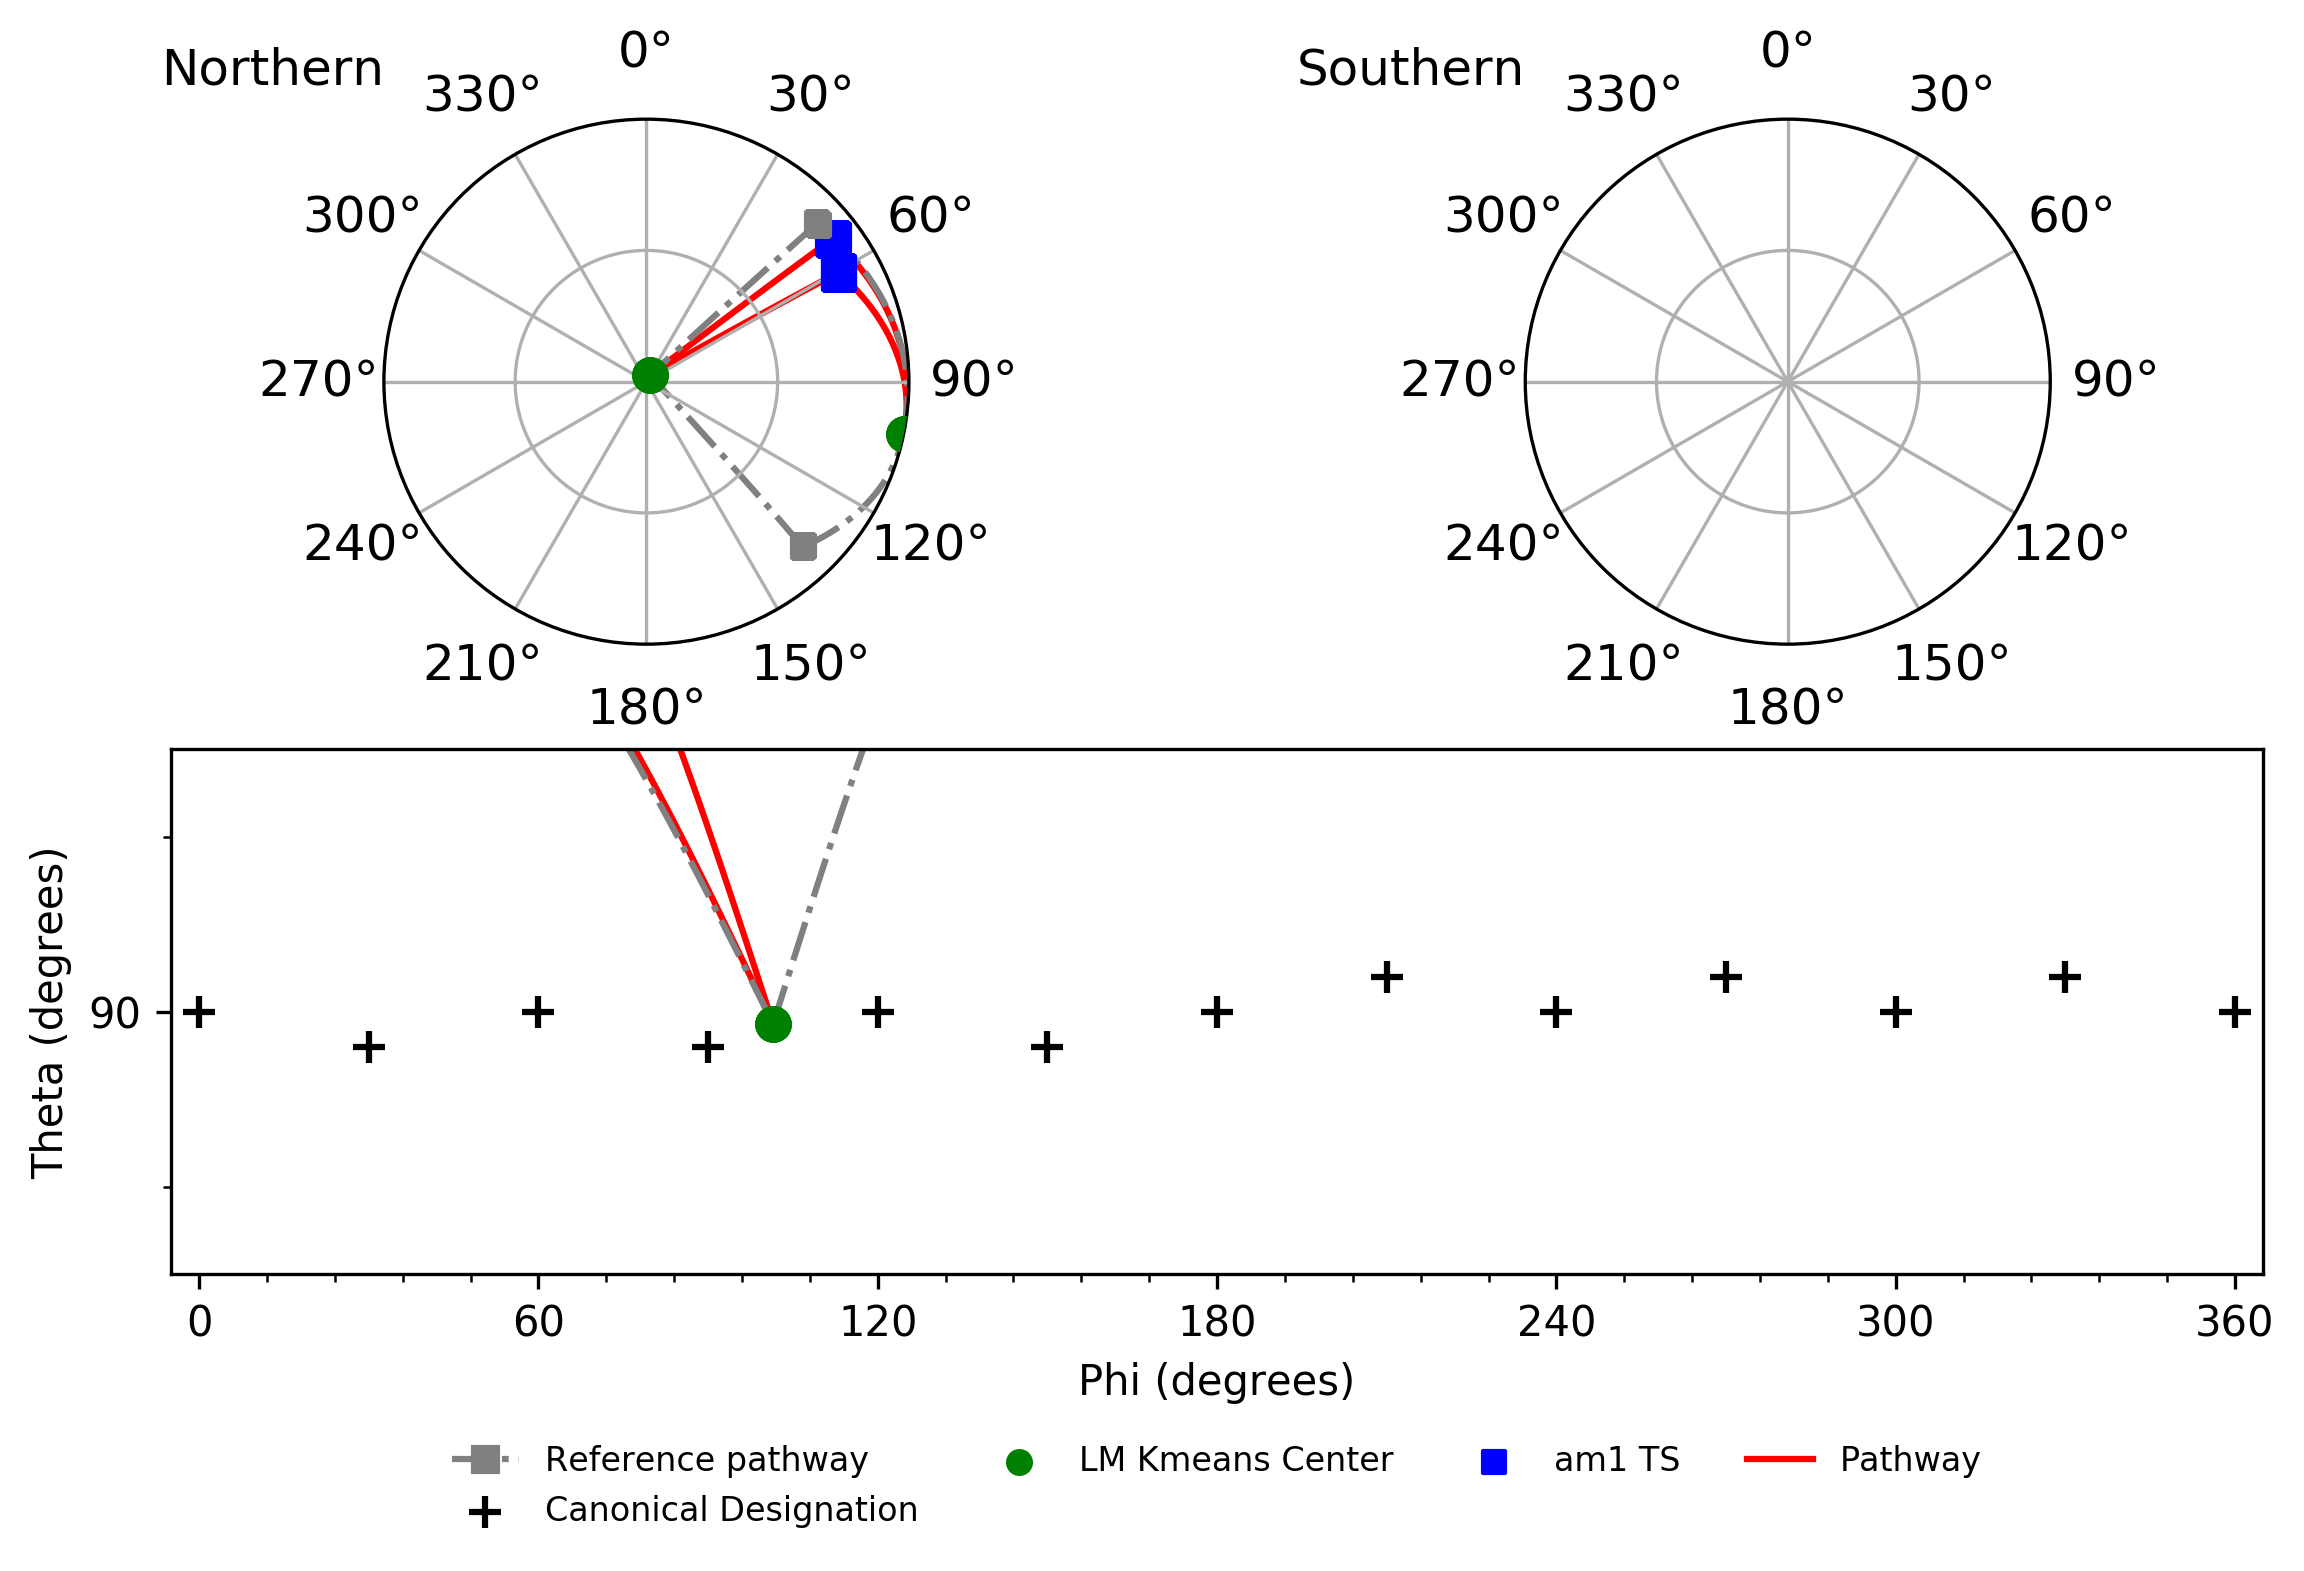 Northern
0°
330°
30°
300°
60°
270°
90°
240°
120°
210°
150°
180°
Southern
0°
330°
30°
300°
60°
270°
90°
240°
120°
210°
150°
180°
Theta (degrees)
90
0 60 120 180 240 300 360
Phi (degrees)
Reference pathway
Canonical Designation
LM Kmeans Center
am1 TS
Pathway